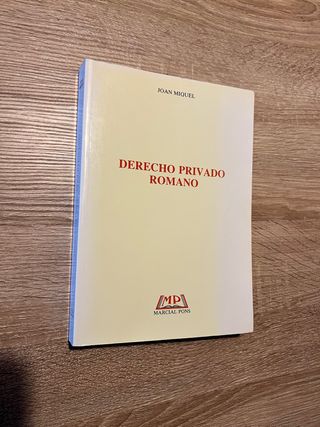 JOAN MIQUEL
DERECHO PRIVADO
ROMANO
MP
MARCIAL PONS